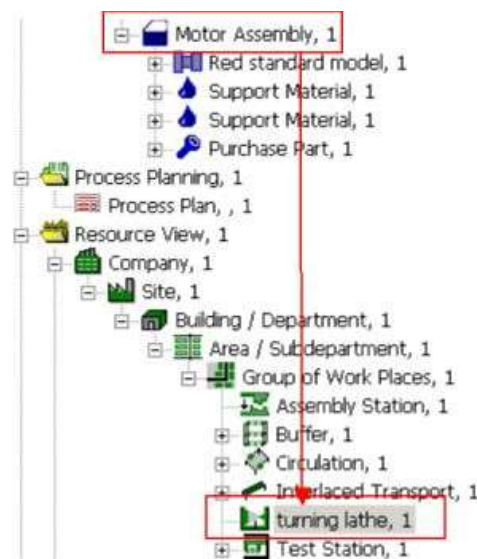 Motor Assembly, 1
Red standard model, 1
Support Material, 1
Support Material, 1
Purchase Part, 1
Process Planning, 1
Process Plan, , 1
Resource View, 1
Company, 1
Site, 1
Building / Department, 1
Area / Subdepartment, 1
Group of Work Places, 1
Assembly Station, 1
Buffer, 1
Circulation, 1
Interlaced Transport, 1
turning lathe, 1
Test Station, 1